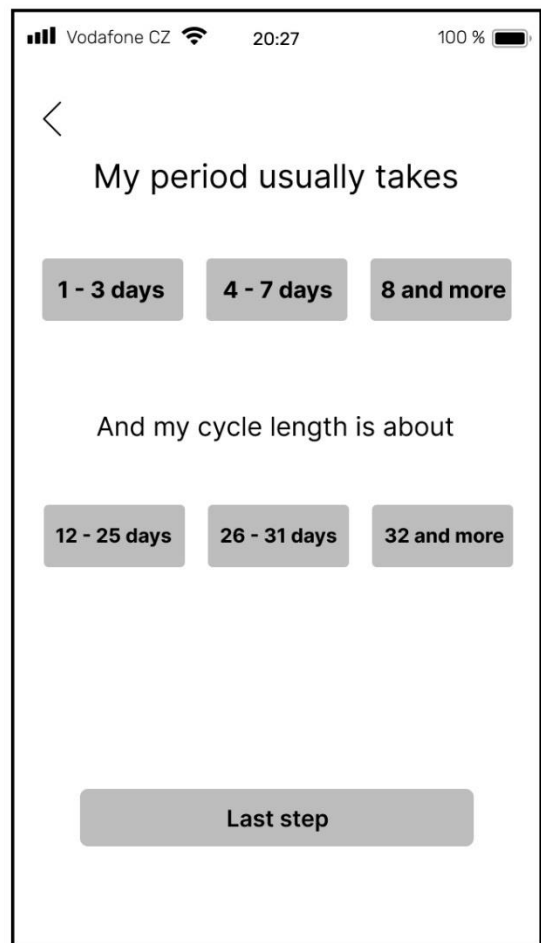 Vodafone CZ 20:27 100 %
My period usually takes
1 - 3 days 4 - 7 days 8 and more
And my cycle length is about
12 - 25 days 26 - 31 days 32 and more
Last step